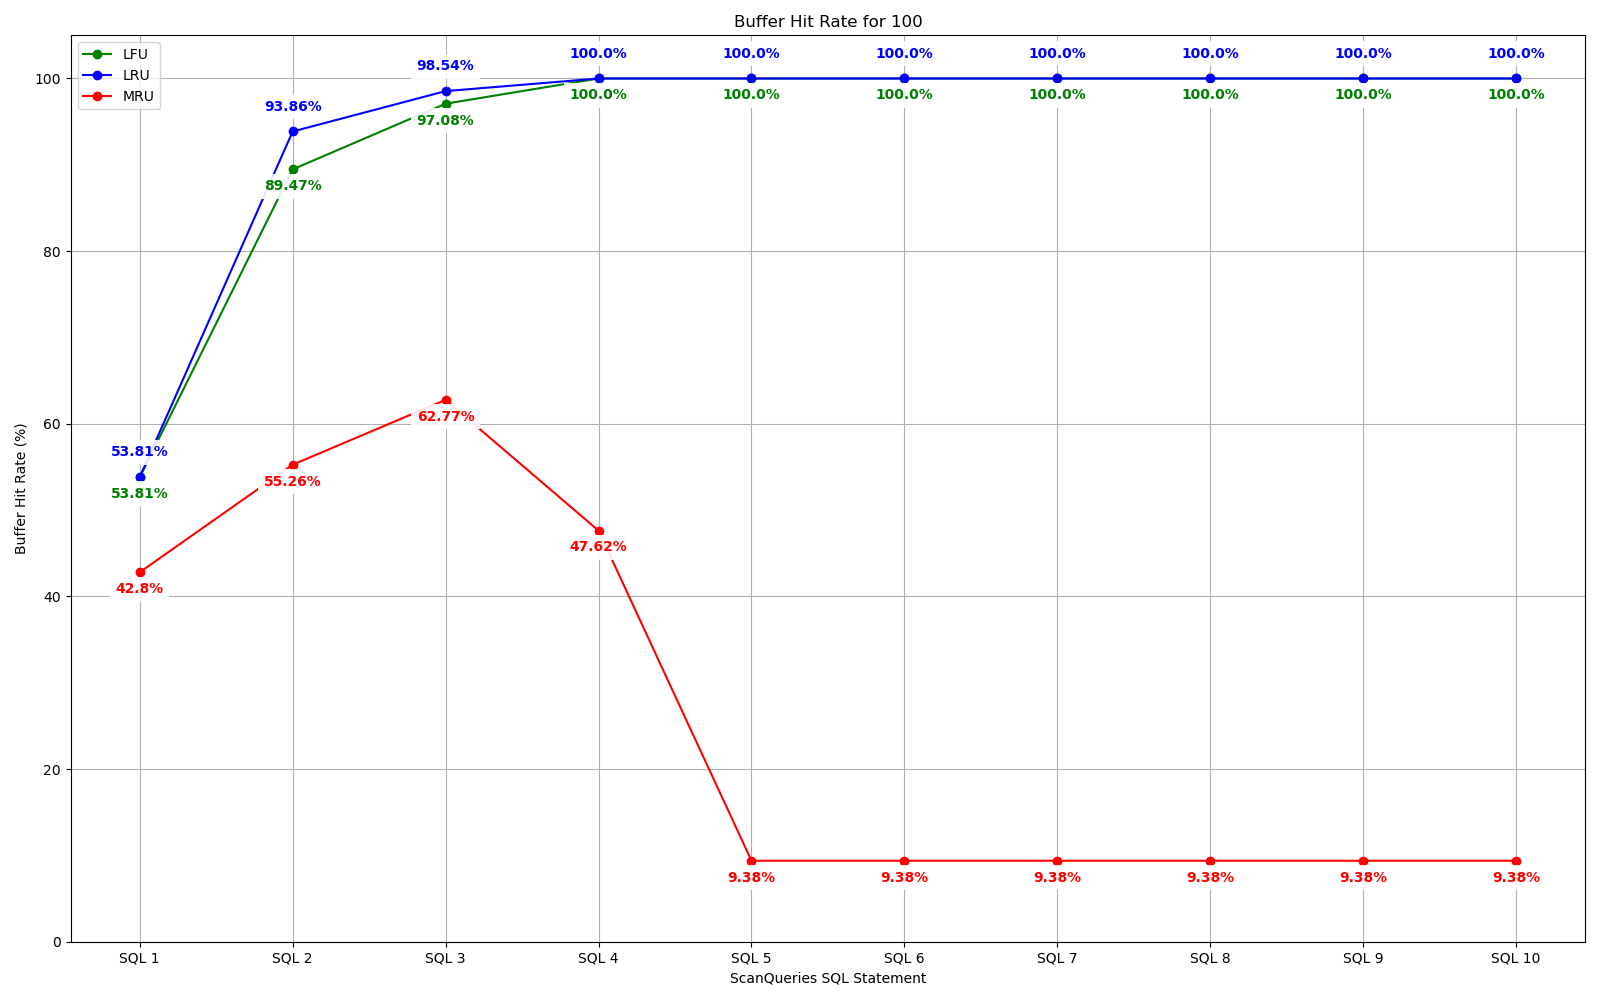 Buffer Hit Rate for 100
LFU
LRU
MRU
100.0% 100.0% 100.0% 100.0% 100.0% 100.0% 100.0%
98.54%
93.86%
100.0% 100.0% 100.0% 100.0% 100.0% 100.0% 100.0%
97.08%
89.47%
53.81%
53.81%
62.77%
55.26%
47.62%
42.8%
9.38% 9.38% 9.38% 9.38% 9.38% 9.38%
100
80
60
40
20
0
Buffer Hit Rate (%)
SQL 1 SQL 2 SQL 3 SQL 4 SQL 5 SQL 6 SQL 7 SQL 8 SQL 9 SQL 10
ScanQueries SQL Statement